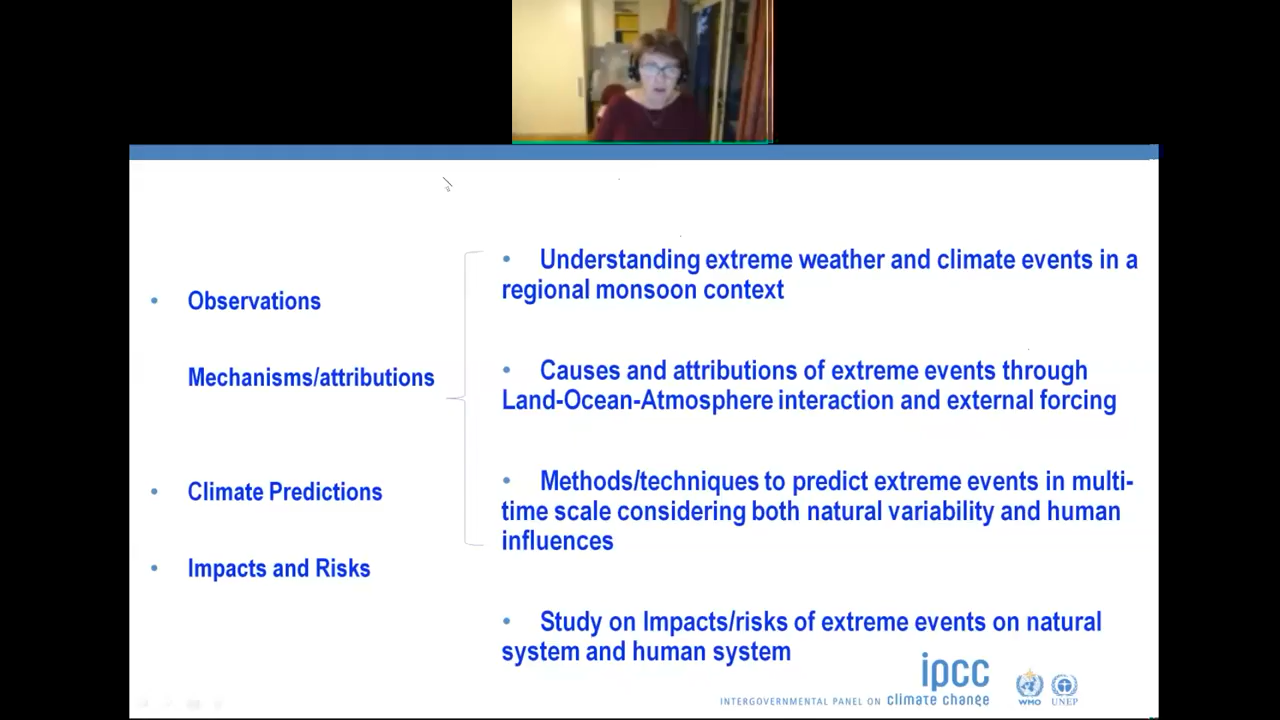 • Observations
Mechanisms/attributions
• Climate Predictions
• Impacts and Risks
• Understanding extreme weather and climate events in a
regional monsoon context
• Causes and attributions of extreme events through
Land-Ocean-Atmosphere interaction and external forcing
• Methods/techniques to predict extreme events in multi-
time scale considering both natural variability and human
influences
• Study on Impacts/risks of extreme events on natural
system and human system
ipcc
INTERGOVERNMENTAL PANEL ON climate change
WMO UNEP